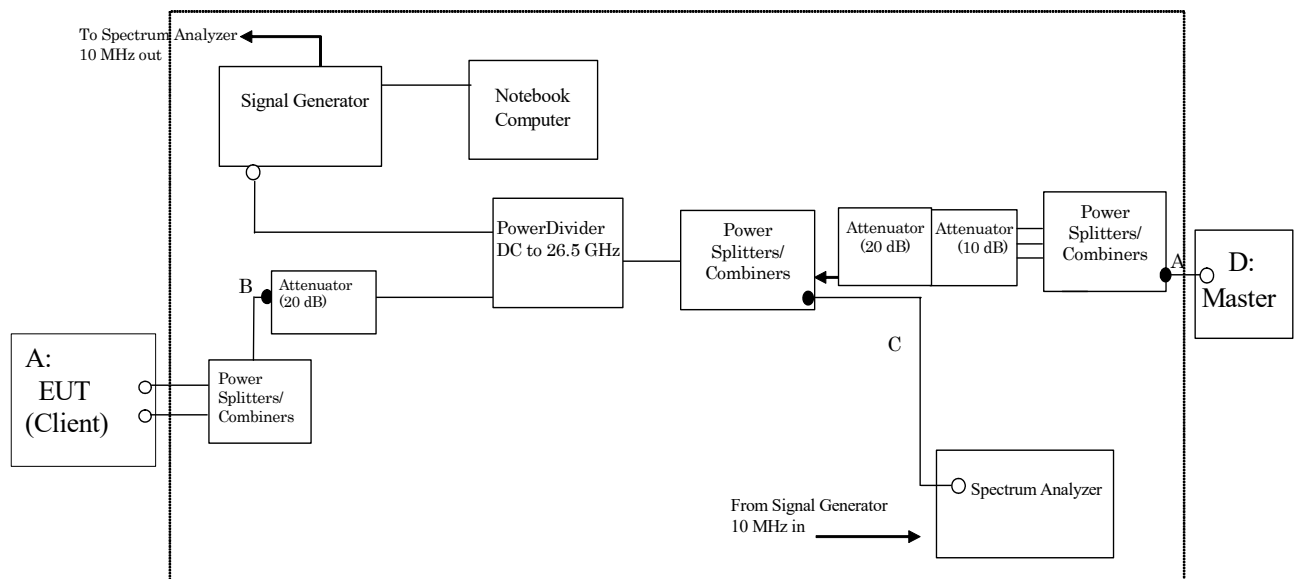 To Spectrum Analyzer
10 MHz out
Signal Generator
Notebook
Computer
PowerDivider
DC to 26.5 GHz
Power
Splitters/
Combiners
Attenuator
(20 dB)
Attenuator
(10 dB)
Power
Splitters/
Combiners
A
D:
Master
B
Attenuator
(20 dB)
C
A:
EUT
(Client)
Power
Splitters/
Combiners
Spectrum Analyzer
From Signal Generator
10 MHz in